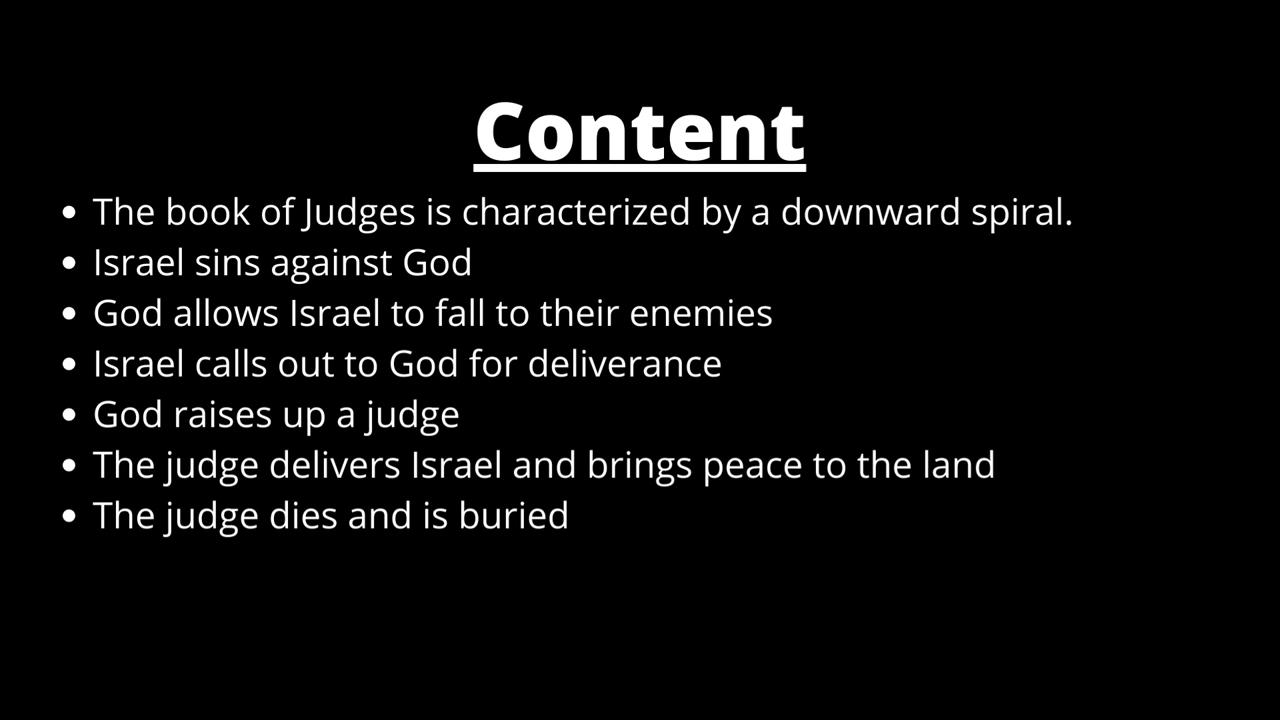 Content
• The book of Judges is characterized by a downward spiral.
• Israel sins against God
• God allows Israel to fall to their enemies
• Israel calls out to God for deliverance
• God raises up a judge
• The judge delivers Israel and brings peace to the land
• The judge dies and is buried